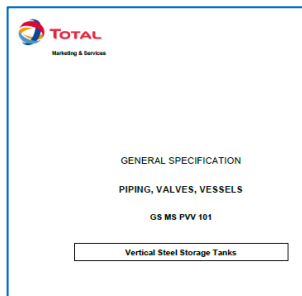 TOTAL
Marketing & Services
GENERAL SPECIFICATION
PIPING, VALVES, VESSELS
GS MS PVV 101
Vertical Steel Storage Tanks